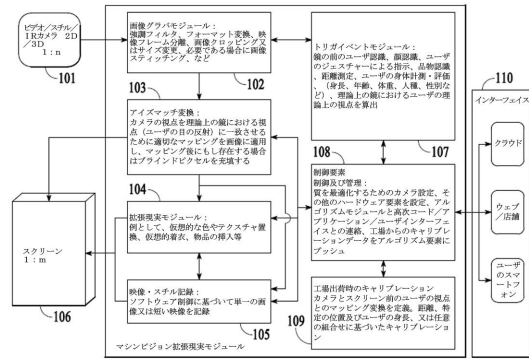 ビデオ/スチル/
IRカメラ 2D
/3D
1:n
101
画像グラバモジュール:
強調フィルタ、フォーマット変換、映
像フレーム分離、画像クロッピング又
はサイズ変更、必要である場合に画像
スティッチング、など
102
103
アイズマッチ変換:
カメラの視点を理論上の鏡における視
点(ユーザの目の反射)に一致させる
ために適切なマッピングを画像に適用
し、マッピング後にもし存在する場合
はブラインドピクセルを充填する
104
拡張現実モジュール:
例として、仮想的な色やテクスチャ置
換、仮想的着衣、物品の挿入等
映像・スチル記録:
ソフトウェア制御に基づいて単一の画
像又は短い映像を記録
105
スクリーン
1:m
106
トリガイベントモジュール:
鏡の前のユーザ認識、顔認識、ユーザ
のジェスチャーによる指示、品物認識、
距離測定、ユーザの身体計測・評価、
(身長、年齢、体重、人種、性別な
ど)、理論上の鏡におけるユーザの理
論上の視点を算出
107
108
制御要素
制御及び管理:
質を最適化するためのカメラ設定、そ
の他のハードウェア要素を設定、アル
ゴリズムモジュールと高次コード/ア
プリケーション/ユーザインターフェ
イスとの連絡、工場からのキャリブレ
ーションデータをアルゴリズム要素に
プッシュ
工場出荷時のキャリブレーション
カメラとスクリーン前のユーザの視点
とのマッピング変換を定義。距離、特
定の位置及びユーザの身長、又は任意
の組合せに基づいたキャリブレーショ
ン
109
マシンビジョン拡張現実モジュール
110
インターフェイス
クラウド
ウェブ
/店舗
ユーザ
のスマー
トフォン